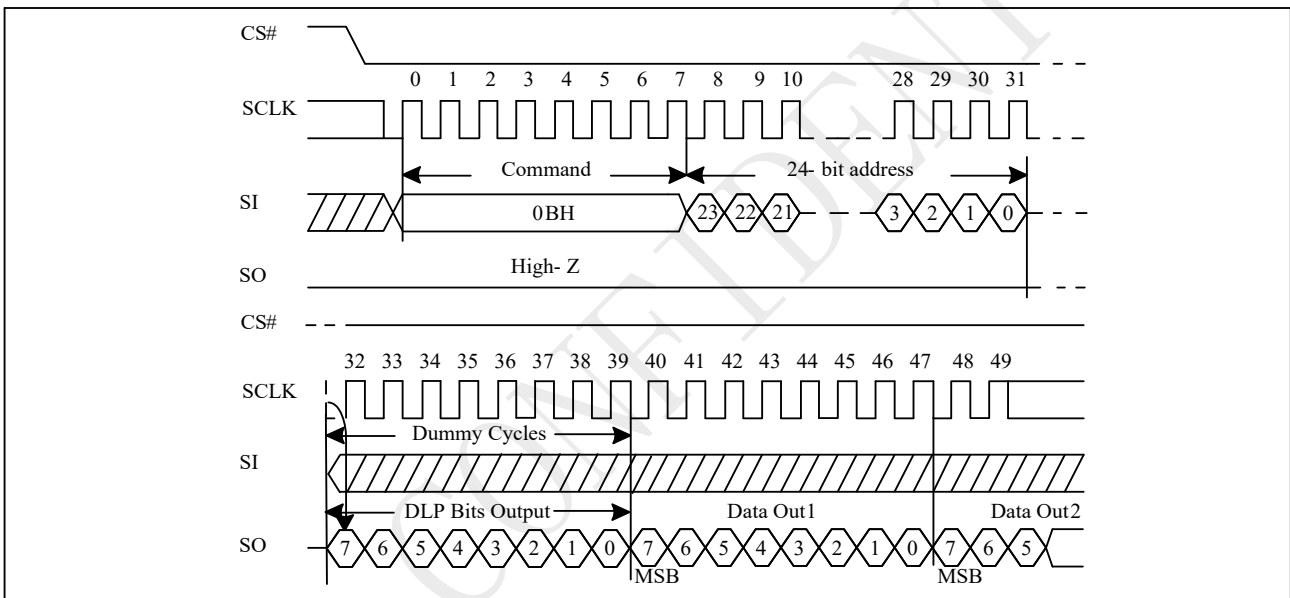 CS#
0 1 2 3 4 5 6 7 8 9 10 28 29 30 31
SCLK
Command 24- bit address
SI 0BH 23 22 21 3 2 1 0
High- Z
SO
CS#
32 33 34 35 36 37 38 39 40 41 42 43 44 45 46 47 48 49
SCLK
Dummy Cycles
SI
DLP Bits Output Data Out1 Data Out2
SO 7 6 5 4 3 2 1 0 7 6 5 4 3 2 1 0 7 6 5
MSB MSB
CONFIDENT